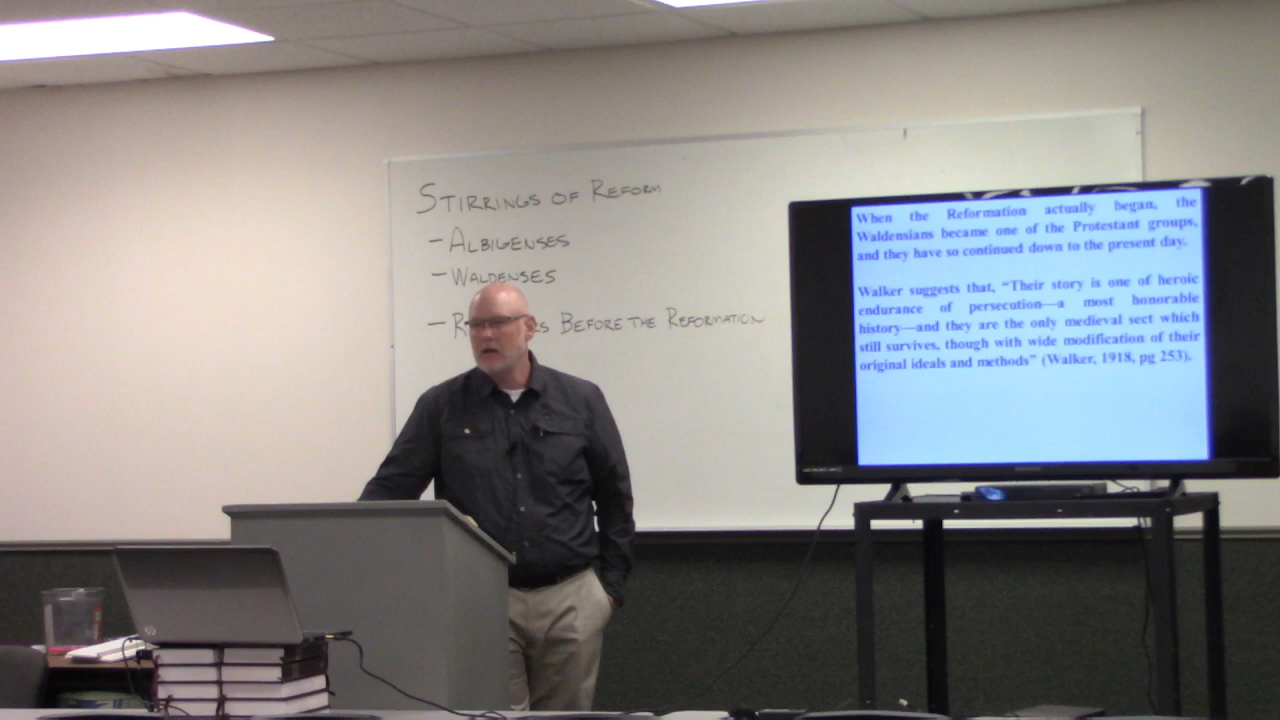 STIRRINGS OF REFORM
- ALBIGENSES
- WALDENSES
- BEFORE THE REFORMATION
When the Reformation actually began, the
Waldensians became one of the Protestant groups,
and they have so continued down to the present day.
Walker suggests that, “Their story is one of heroic
endurance of persecution—a most honorable
history—and they are the only medieval sect which
still survives, though with wide modification of their
original ideals and methods” (Walker, 1918, pg 253).
hp